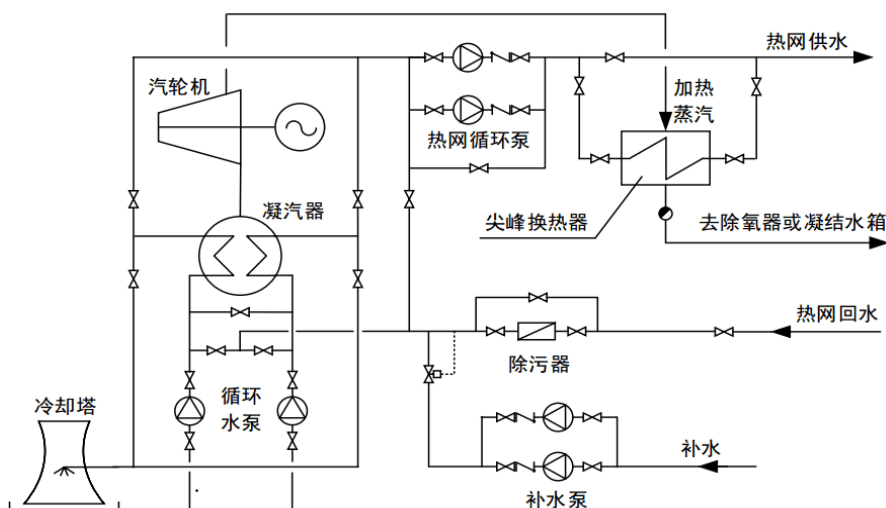 热网供水
汽轮机
加热
蒸汽
热网循环泵
凝汽器
尖峰换热器
去除氧器或凝结水箱
热网回水
除污器
冷却塔
循环
水泵
补水
补水泵